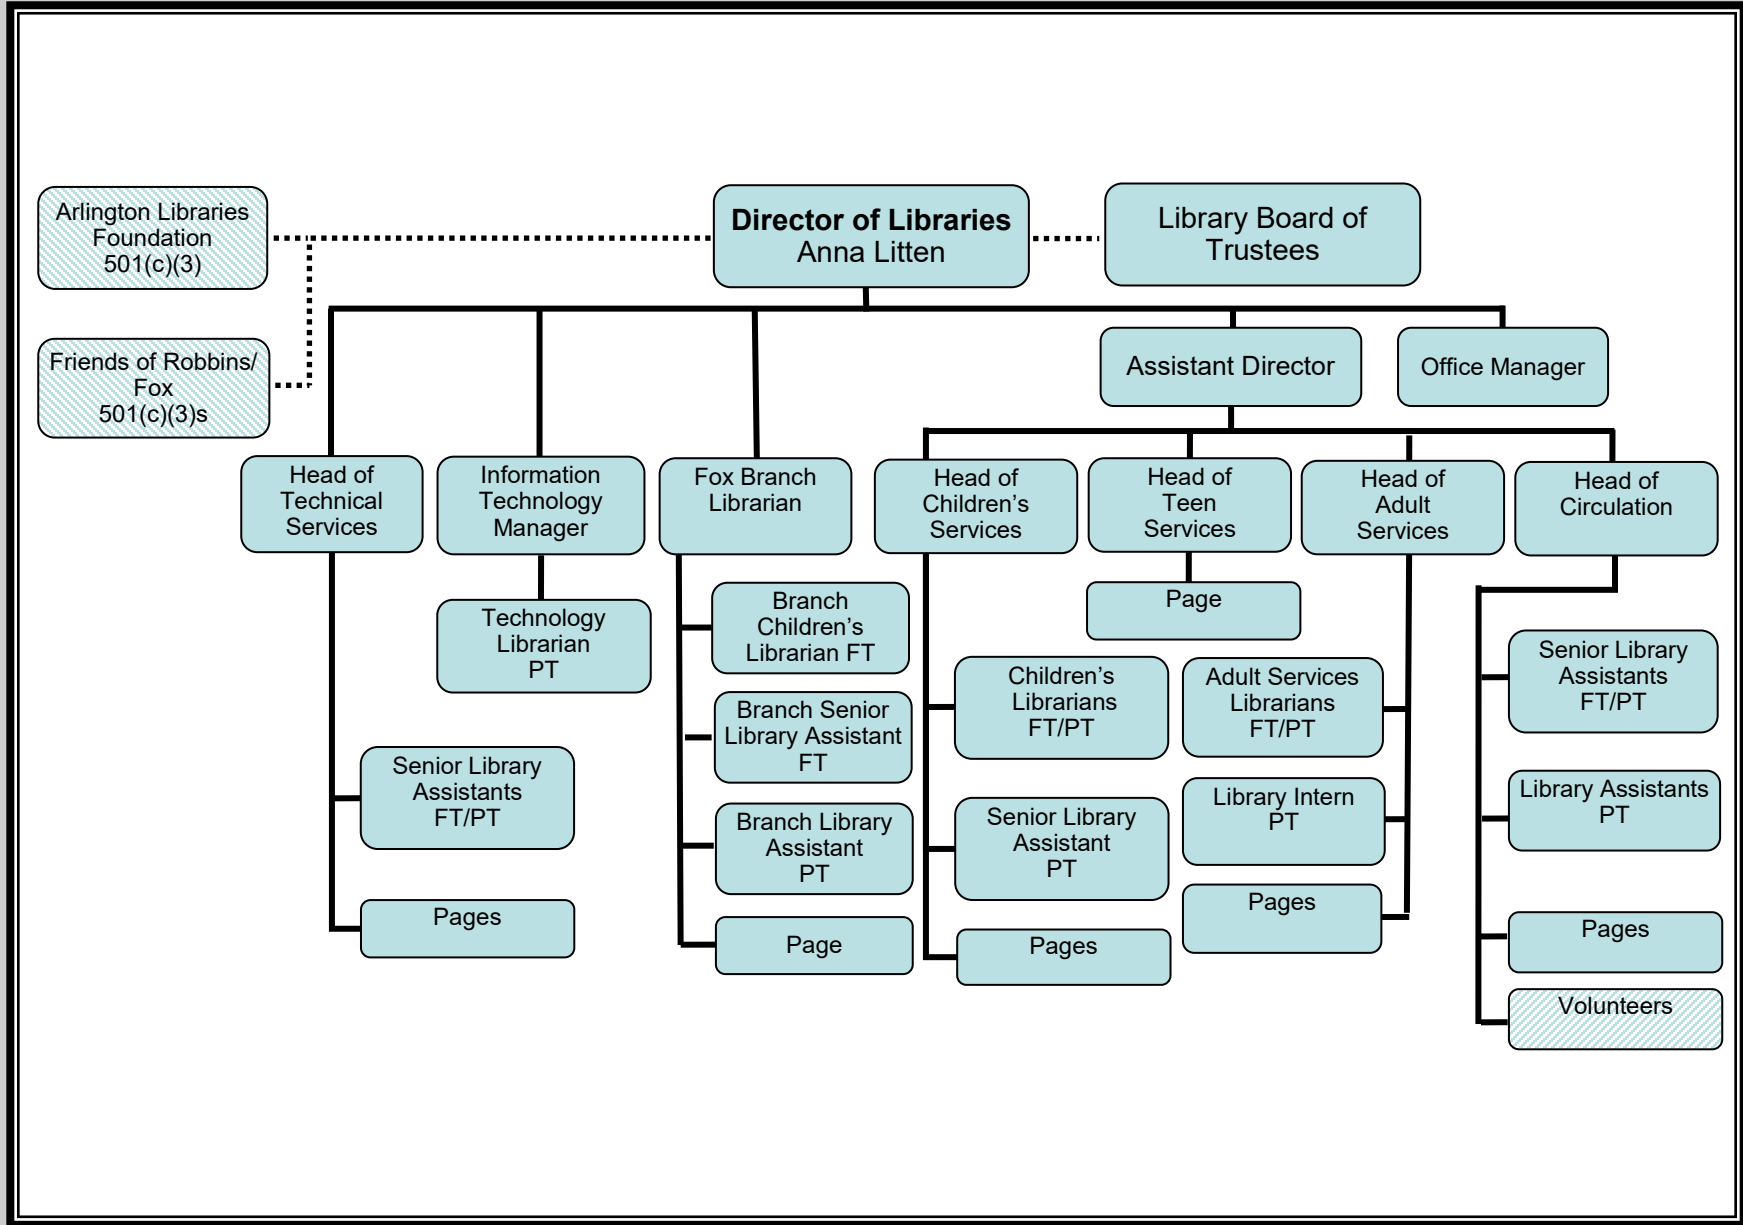 Arlington Libraries
Foundation
501(c)(3)
Director of Libraries
Anna Litten
Library Board of
Trustees
Friends of Robbins/
Fox
501(c)(3)s
Assistant Director
Office Manager
Head of
Technical
Services
Information
Technology
Manager
Fox Branch
Librarian
Head of
Children’s
Services
Head of
Teen
Services
Head of
Adult
Services
Head of
Circulation
Technology
Librarian
PT
Branch
Children’s
Librarian FT
Page
Senior Library
Assistants
FT/PT
Children’s
Librarians
FT/PT
Adult Services
Librarians
FT/PT
Branch Senior
Library Assistant
FT
Senior Library
Assistants
FT/PT
Library Assistants
PT
Library Intern
PT
Branch Library
Assistant
PT
Senior Library
Assistant
PT
Pages
Pages
Page
Pages
Pages
Volunteers